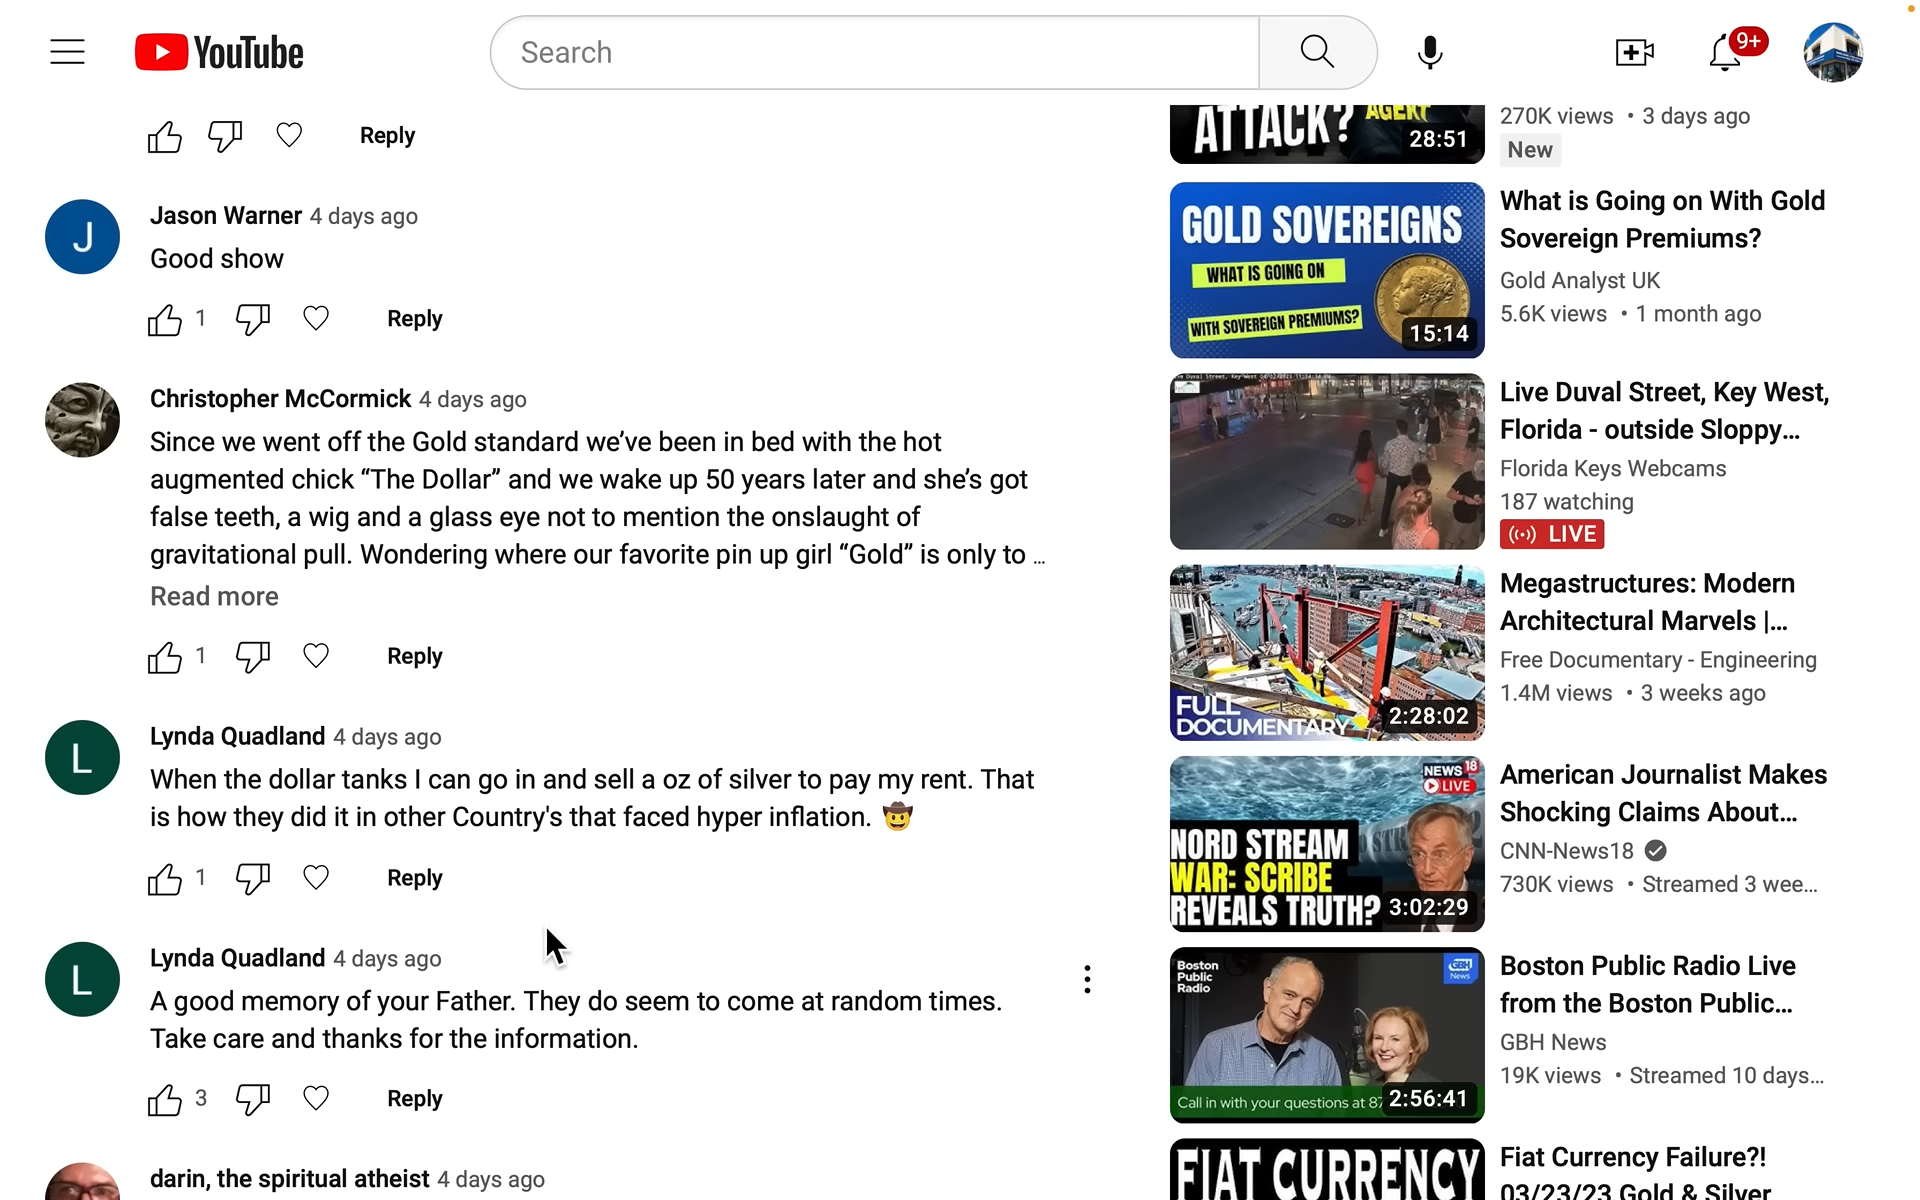 YouTube
Search
9+
Reply
Jason Warner 4 days ago
Good show
1 Reply
Christopher McCormick 4 days ago
Since we went off the Gold standard we’ve been in bed with the hot
augmented chick “The Dollar” and we wake up 50 years later and she’s got
false teeth, a wig and a glass eye not to mention the onslaught of
gravitational pull. Wondering where our favorite pin up girl “Gold” is only to ...
Read more
1 Reply
Lynda Quadland 4 days ago
When the dollar tanks I can go in and sell a oz of silver to pay my rent. That
is how they did it in other Country's that faced hyper inflation. 🤠
1 Reply
Lynda Quadland 4 days ago
A good memory of your Father. They do seem to come at random times.
Take care and thanks for the information.
3 Reply
darin, the spiritual atheist 4 days ago
ATTACK? AGENT
28:51
270K views • 3 days ago
New
GOLD SOVEREIGNS
WHAT IS GOING ON
WITH SOVEREIGN PREMIUMS?
15:14
What is Going on With Gold
Sovereign Premiums?
Gold Analyst UK
5.6K views • 1 month ago
Live Duval Street, Key West,
Florida - outside Sloppy...
Florida Keys Webcams
187 watching
LIVE
FULL
DOCUMENTARY
2:28:02
Megastructures: Modern
Architectural Marvels |...
Free Documentary - Engineering
1.4M views • 3 weeks ago
NEWS 18
LIVE
NORD STREAM
WAR: SCRIBE
REVEALS TRUTH?
3:02:29
American Journalist Makes
Shocking Claims About...
CNN-News18
730K views • Streamed 3 wee...
Boston
Public
Radio
GBH
News
Call in with your questions at 87
2:56:41
Boston Public Radio Live
from the Boston Public...
GBH News
19K views • Streamed 10 days...
FIAT CURRENCY
Fiat Currency Failure?!
03/23/23 Gold & Silver